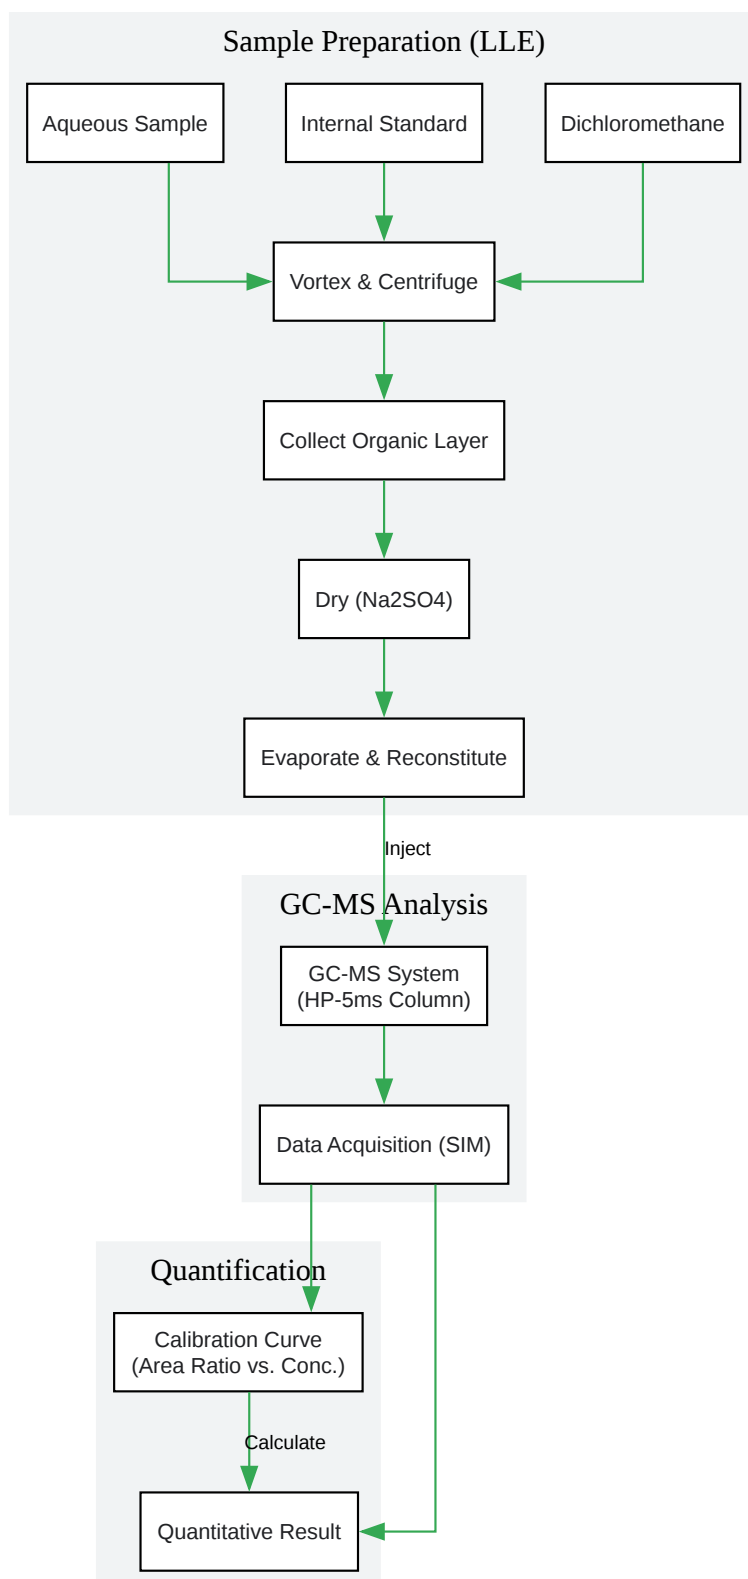 Sample Preparation (LLE)
Aqueous Sample
Internal Standard
Dichloromethane
Vortex & Centrifuge
Collect Organic Layer
Dry (Na2SO4)
Evaporate & Reconstitute
Inject
GC-MS Analysis
GC-MS System
(HP-5ms Column)
Data Acquisition (SIM)
Quantification
Calibration Curve
(Area Ratio vs. Conc.)
Calculate
Quantitative Result